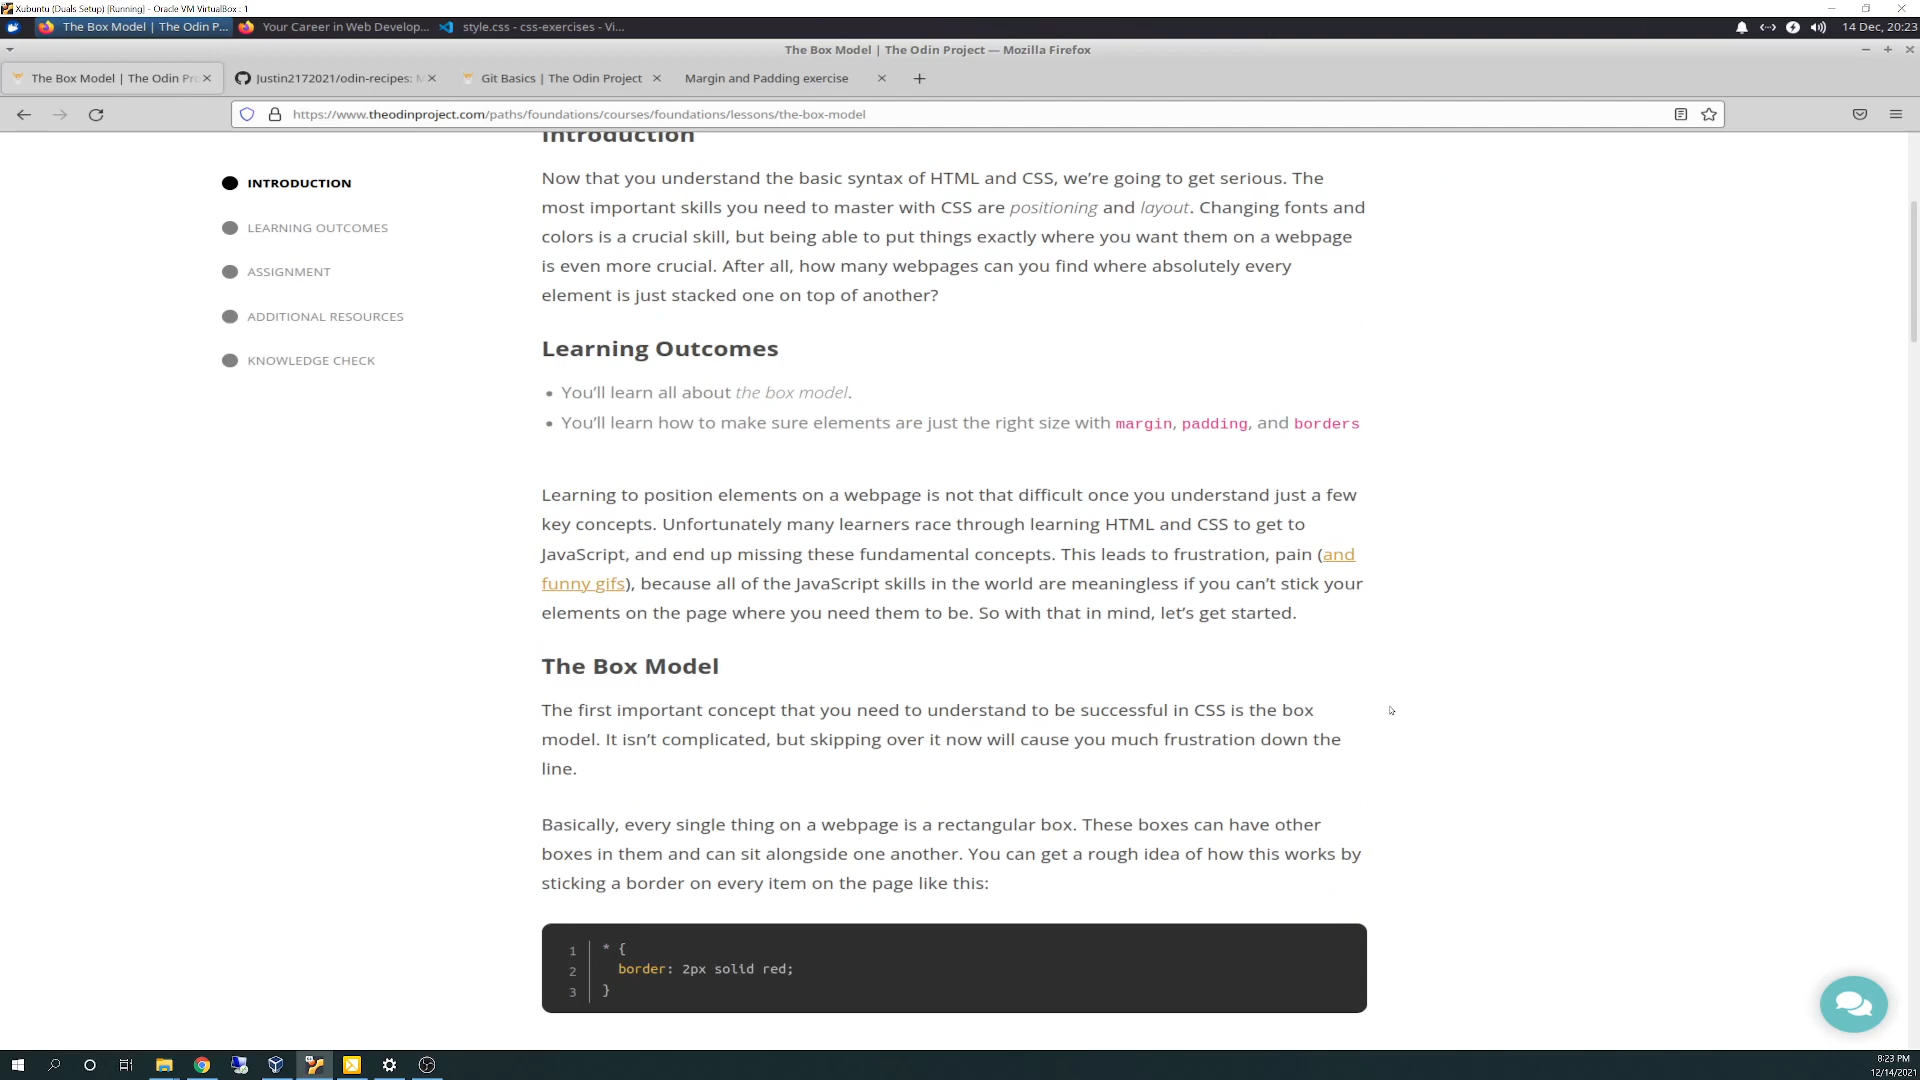 Xubuntu (Duals Setup) [Running] - Oracle VM VirtualBox : 1
The Box Model | The Odin P...
Your Career in Web Develop...
style.css - css-exercises - Vi...
14 Dec, 20:23
The Box Model | The Odin Project — Mozilla Firefox
The Box Model | The Odin Pro
Justin2172021/odin-recipes: M
Git Basics | The Odin Project
Margin and Padding exercise
https://www.theodinproject.com/paths/foundations/courses/foundations/lessons/the-box-model
INTRODUCTION
LEARNING OUTCOMES
ASSIGNMENT
ADDITIONAL RESOURCES
KNOWLEDGE CHECK
Introduction
Now that you understand the basic syntax of HTML and CSS, we’re going to get serious. The
most important skills you need to master with CSS are positioning and layout. Changing fonts and
colors is a crucial skill, but being able to put things exactly where you want them on a webpage
is even more crucial. After all, how many webpages can you find where absolutely every
element is just stacked one on top of another?
Learning Outcomes
• You’ll learn all about the box model.
• You’ll learn how to make sure elements are just the right size with margin, padding, and borders
Learning to position elements on a webpage is not that difficult once you understand just a few
key concepts. Unfortunately many learners race through learning HTML and CSS to get to
JavaScript, and end up missing these fundamental concepts. This leads to frustration, pain (and
funny gifs), because all of the JavaScript skills in the world are meaningless if you can’t stick your
elements on the page where you need them to be. So with that in mind, let’s get started.
The Box Model
The first important concept that you need to understand to be successful in CSS is the box
model. It isn’t complicated, but skipping over it now will cause you much frustration down the
line.
Basically, every single thing on a webpage is a rectangular box. These boxes can have other
boxes in them and can sit alongside one another. You can get a rough idea of how this works by
sticking a border on every item on the page like this:
1 * {
2 border: 2px solid red;
3 }
8:23 PM
12/14/2021